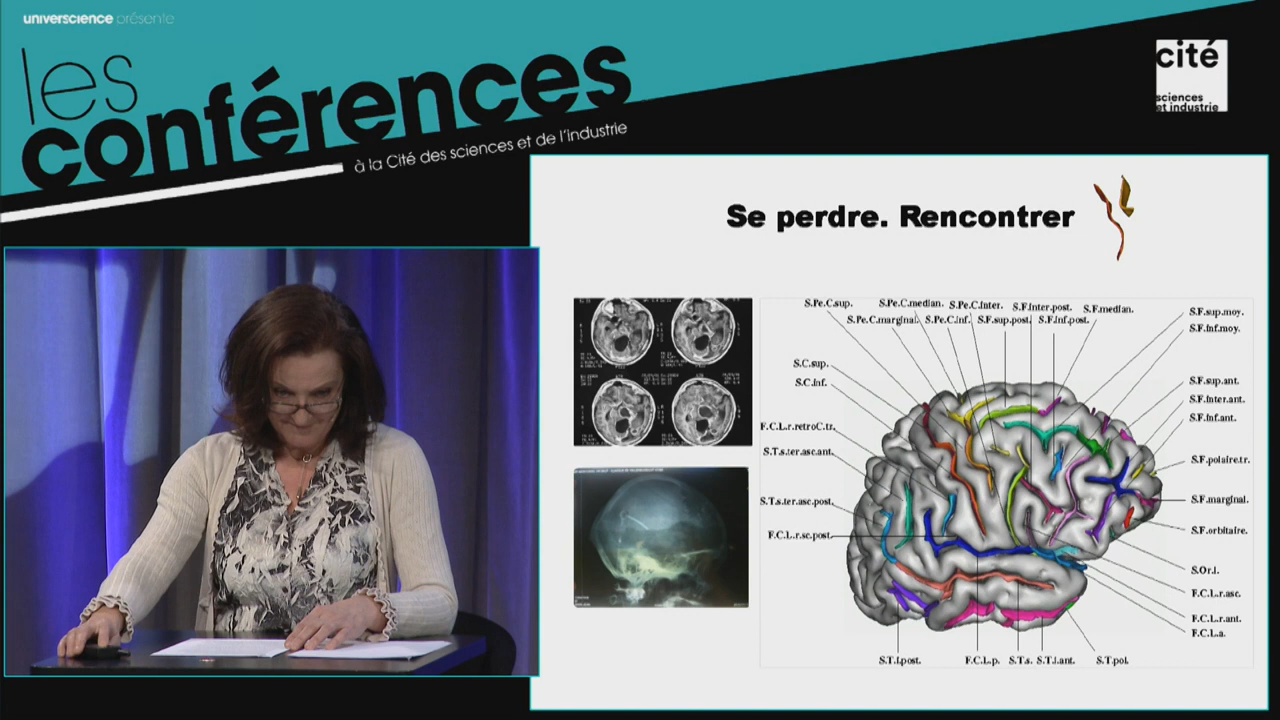 universcience présente
les
conférences
à la Cité des sciences et de l'industrie
cité
sciences
et industrie
Se perdre. Rencontrer
S.Pe.C.sup.
S.Pe.C.median.
S.Pe.C.inter.
S.F.inter.post.
S.F.median.
S.Pe.C.marginal.
S.Pe.C.inf.
S.F.sup.post.
S.F.inf.post.
S.F.sup.moy.
S.F.inf.moy.
S.C.sup.
S.C.inf.
S.F.sup.ant.
S.F.inter.ant.
S.F.inf.ant.
F.C.L.r.retroC.tr.
S.T.s.ter.asc.ant.
S.F.polaire.tr.
S.T.s.ter.asc.post.
S.F.marginal.
F.C.L.r.sc.post.
S.F.orbitaire.
S.Or.l.
F.C.L.r.asc.
F.C.L.r.ant.
F.C.L.a.
S.T.i.post.
F.C.L.p.
S.T.s.
S.T.i.ant.
S.T.pol.